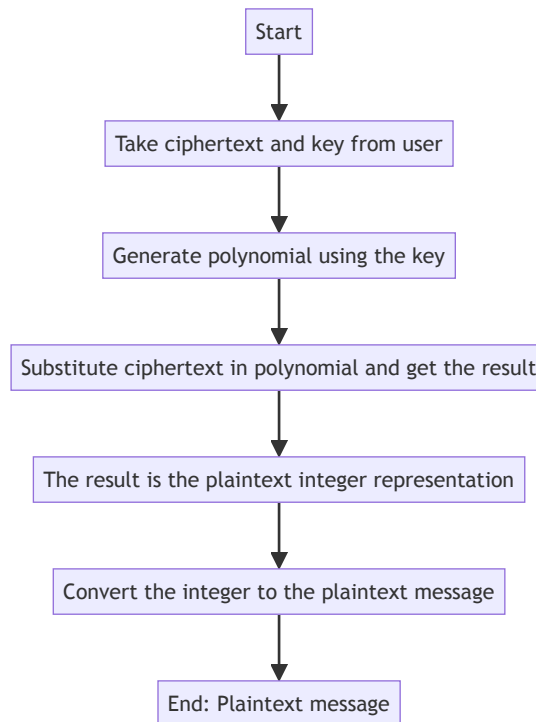 Start
Take ciphertext and key from user
Generate polynomial using the key
Substitute ciphertext in polynomial and get the result
The result is the plaintext integer representation
Convert the integer to the plaintext message
End: Plaintext message